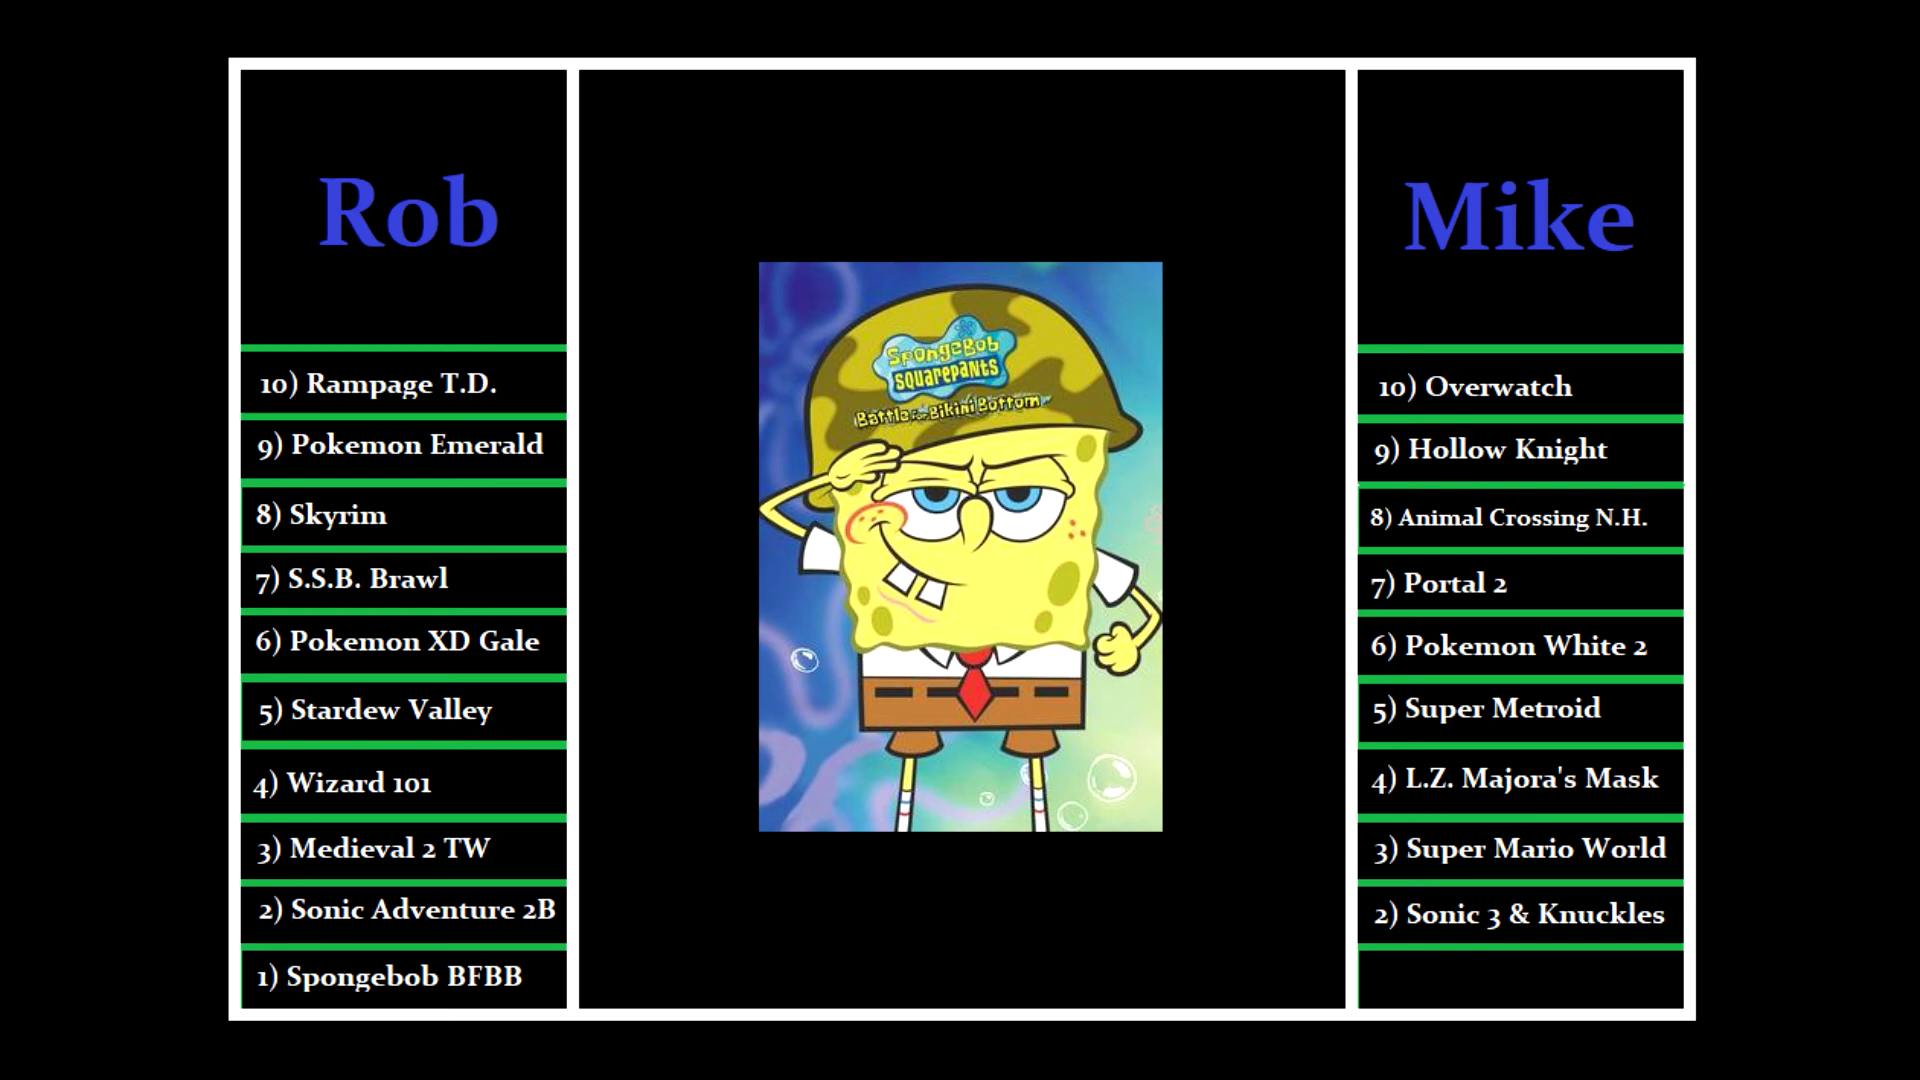 Rob
10) Rampage T.D.
9) Pokemon Emerald
8) Skyrim
7) S.S.B. Brawl
6) Pokemon XD Gale
5) Stardew Valley
4) Wizard 101
3) Medieval 2 TW
2) Sonic Adventure 2B
1) Spongebob BFBB
SpongeBob
SquarePants
Battle for Bikini Bottom
Mike
10) Overwatch
9) Hollow Knight
8) Animal Crossing N.H.
7) Portal 2
6) Pokemon White 2
5) Super Metroid
4) L.Z. Majora's Mask
3) Super Mario World
2) Sonic 3 & Knuckles